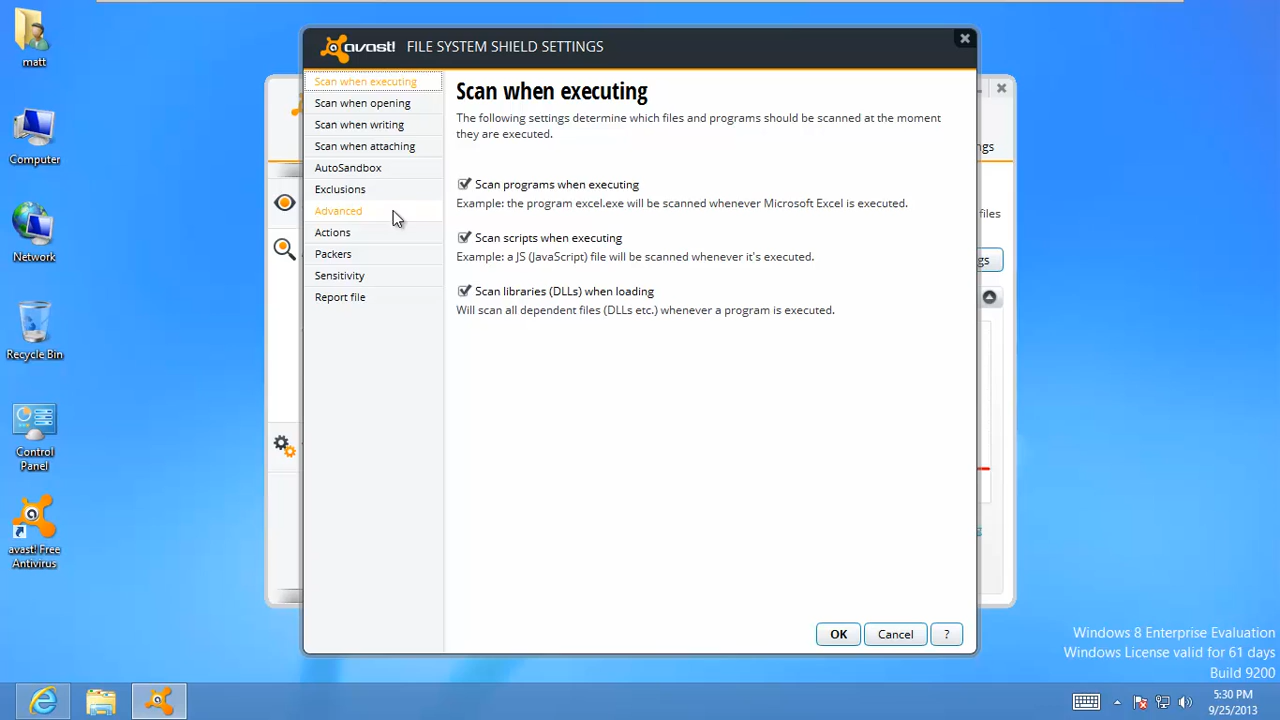 matt
Computer
Network
Recycle Bin
Control
Panel
avast! Free
Antivirus
avast! FILE SYSTEM SHIELD SETTINGS
Scan when executing
Scan when opening
Scan when writing
Scan when attaching
AutoSandbox
Exclusions
Advanced
Actions
Packers
Sensitivity
Report file
Scan when executing
The following settings determine which files and programs should be scanned at the moment
they are executed.
Scan programs when executing
Example: the program excel.exe will be scanned whenever Microsoft Excel is executed.
Scan scripts when executing
Example: a JS (JavaScript) file will be scanned whenever it's executed.
Scan libraries (DLLs) when loading
Will scan all dependent files (DLLs etc.) whenever a program is executed.
OK
Cancel
?
ngs
files
gs
Windows 8 Enterprise Evaluation
Windows License valid for 61 days
Build 9200
5:30 PM
9/25/2013